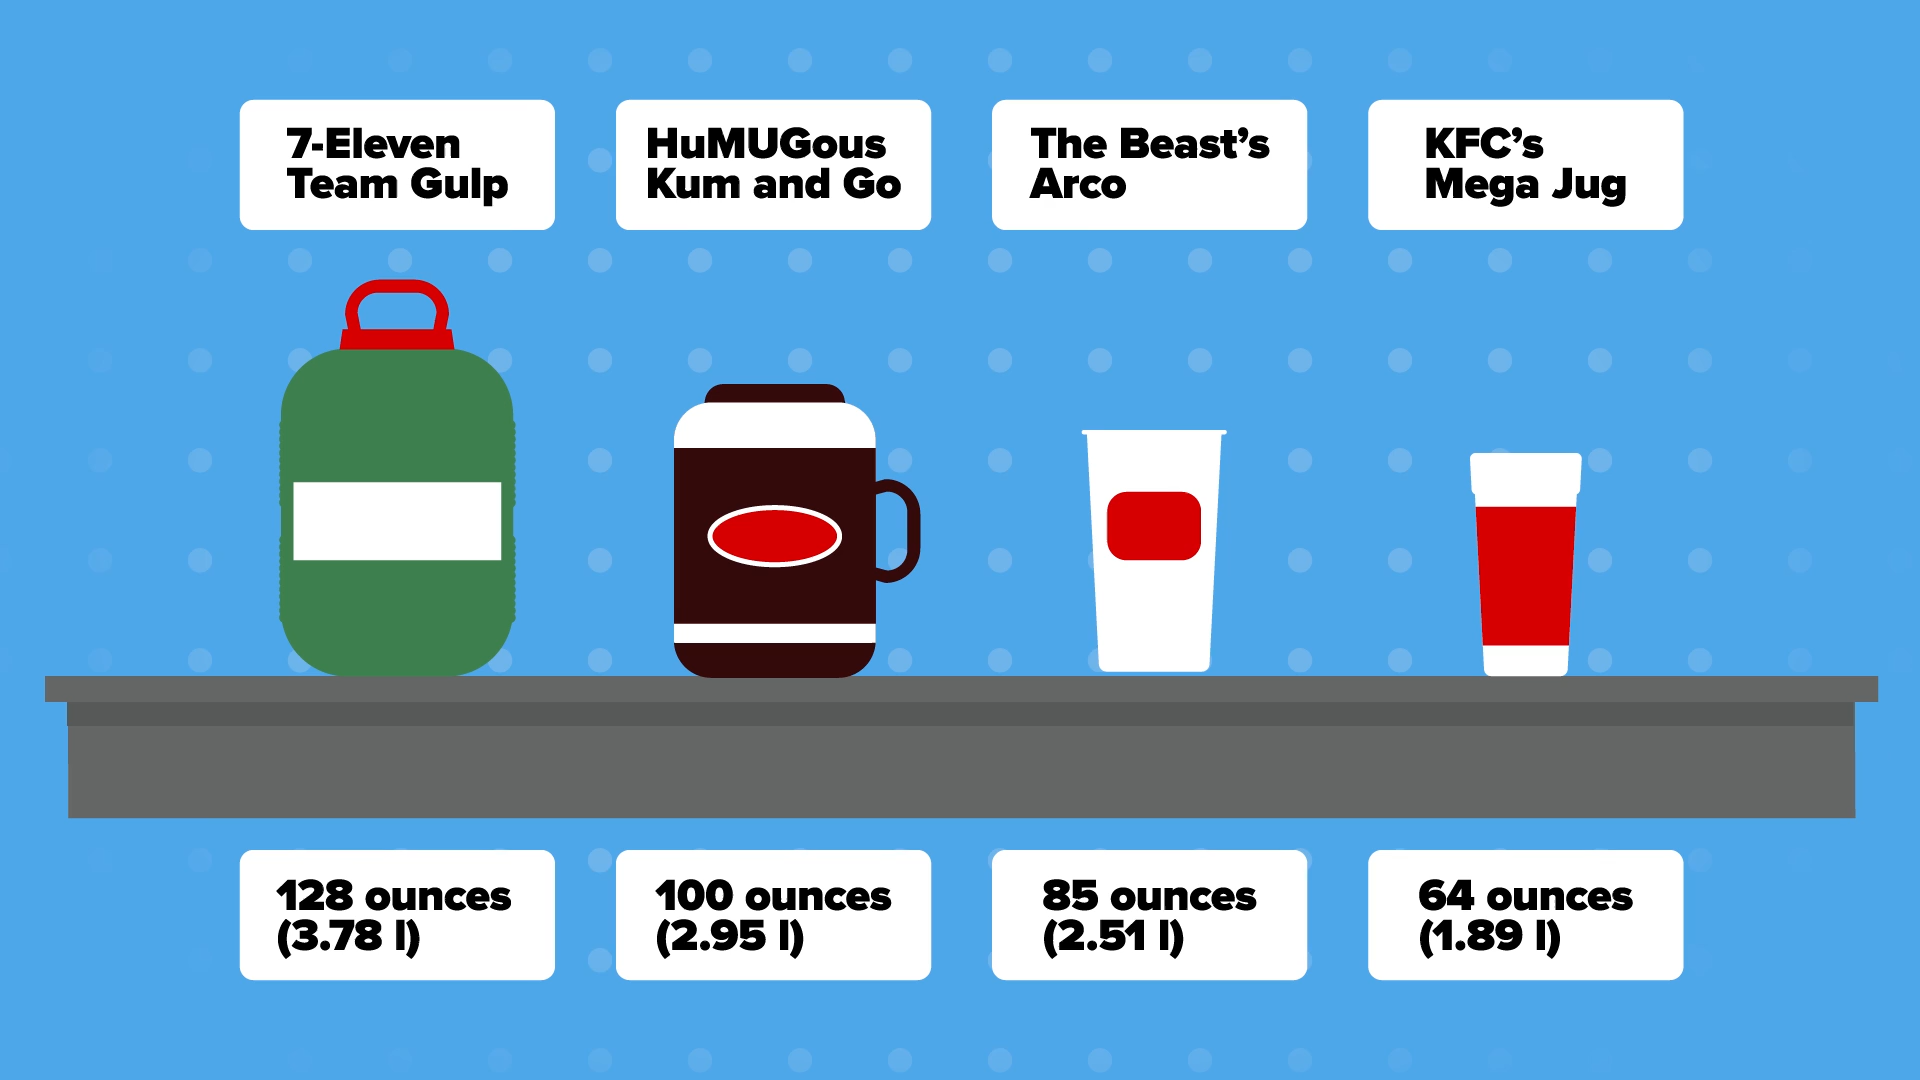 7-Eleven
Team Gulp
HuMUGous
Kum and Go
The Beast’s
Arco
KFC’s
Mega Jug
128 ounces
(3.78 l)
100 ounces
(2.95 l)
85 ounces
(2.51 l)
64 ounces
(1.89 l)